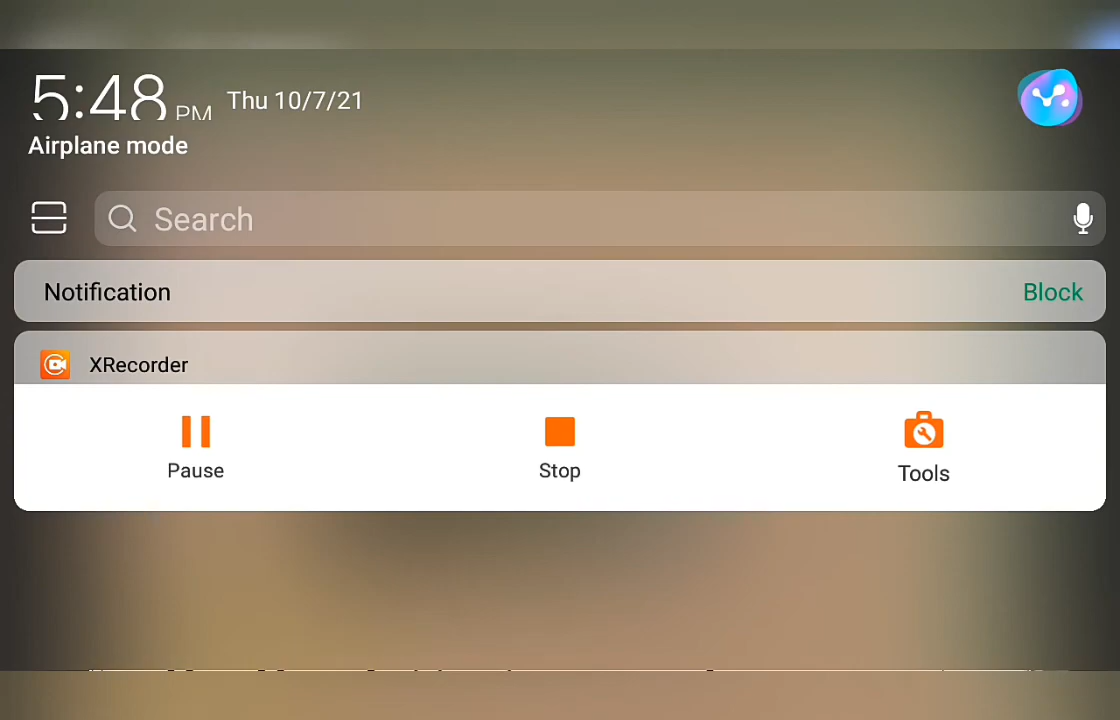 5:48 PM Thu 10/7/21
Airplane mode
Search
Notification Block
XRecorder
Pause Stop Tools